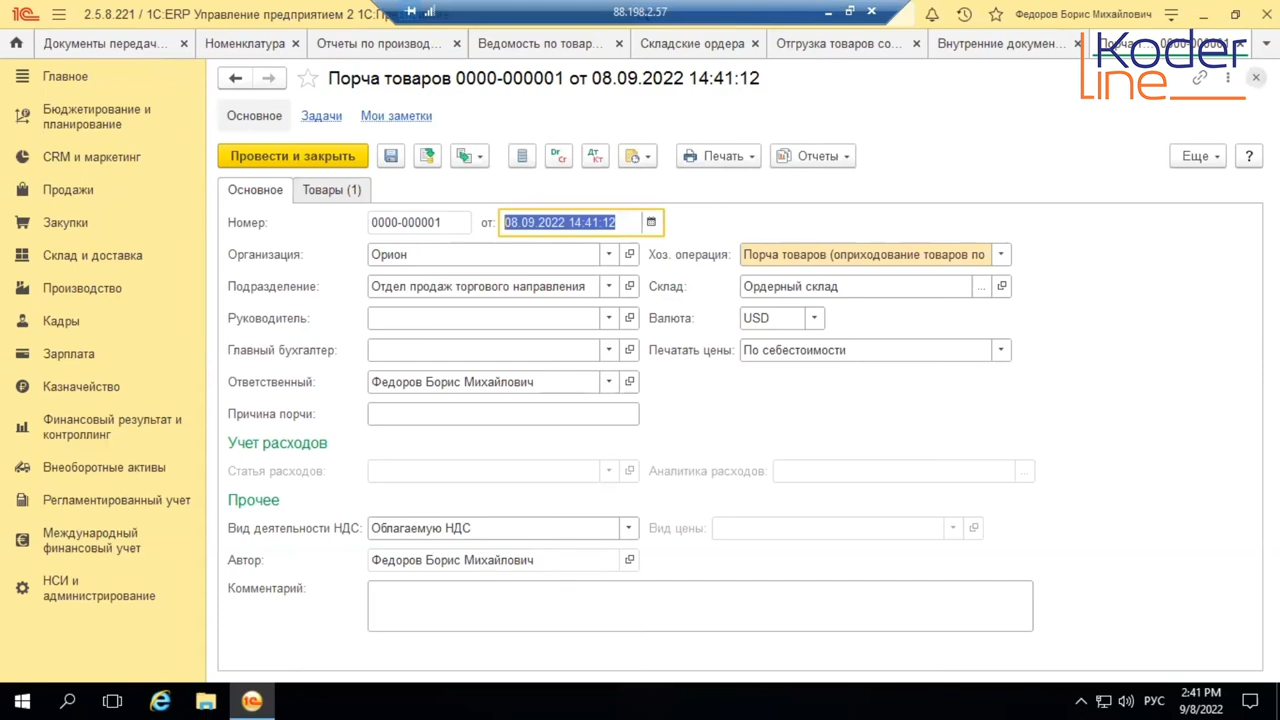 2.5.8.221 / 1С:ERP Управление предприятием 2 1С:Пр
88.198.2.57
Федоров Борис Михайлович
Документы передач...
Номенклатура
Отчеты по производ...
Ведомость по товар...
Складские ордера
Отгрузка товаров со...
Внутренние докумен...
Koder
line
Главное
Бюджетирование и
планирование
CRM и маркетинг
Продажи
Закупки
Склад и доставка
Производство
Кадры
Зарплата
Казначейство
Финансовый результат и
контроллинг
Внеоборотные активы
Регламентированный учет
Международный
финансовый учет
НСИ и
администрирование
Порча товаров 0000-000001 от 08.09.2022 14:41:12
Основное
Задачи
Мои заметки
Провести и закрыть
Dr
Cr
Дт
Кт
Печать
Отчеты
Еще
?
Основное
Товары (1)
Номер: 0000-000001 от: 08.09.2022 14:41:12
Организация: Орион Хоз. операция: Порча товаров (оприходование товаров по
Подразделение: Отдел продаж торгового направления Склад: Ордерный склад
Руководитель: Валюта: USD
Главный бухгалтер: Печатать цены: По себестоимости
Ответственный: Федоров Борис Михайлович
Причина порчи:
Учет расходов
Статья расходов: Аналитика расходов:
Прочее
Вид деятельности НДС: Облагаемую НДС Вид цены:
Автор: Федоров Борис Михайлович
Комментарий:
РУС
2:41 PM
9/8/2022